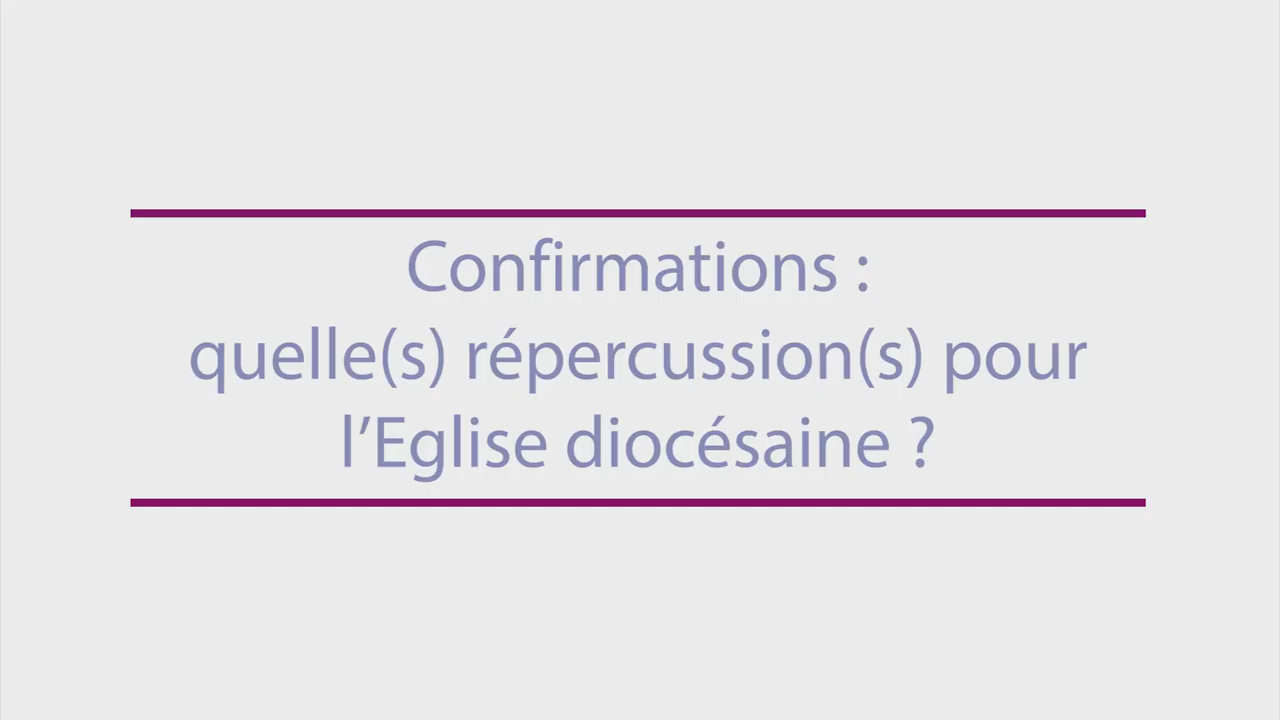 Confirmations :
quelle(s) répercussion(s) pour
l’Eglise diocésaine ?